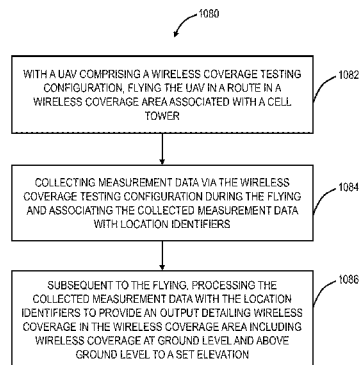 1080
WITH A UAV COMPRISING A WIRELESS COVERAGE TESTING
CONFIGURATION, FLYING THE UAV IN A ROUTE IN A
WIRELESS COVERAGE AREA ASSOCIATED WITH A CELL
TOWER
1082
COLLECTING MEASUREMENT DATA VIA THE WIRELESS
COVERAGE TESTING CONFIGURATION DURING THE FLYING
AND ASSOCIATING THE COLLECTED MEASUREMENT DATA
WITH LOCATION IDENTIFIERS
1084
SUBSEQUENT TO THE FLYING, PROCESSING THE
COLLECTED MEASUREMENT DATA WITH THE LOCATION
IDENTIFIERS TO PROVIDE AN OUTPUT DETAILING WIRELESS
COVERAGE IN THE WIRELESS COVERAGE AREA INCLUDING
WIRELESS COVERAGE AT GROUND LEVEL AND ABOVE
GROUND LEVEL TO A SET ELEVATION
1086